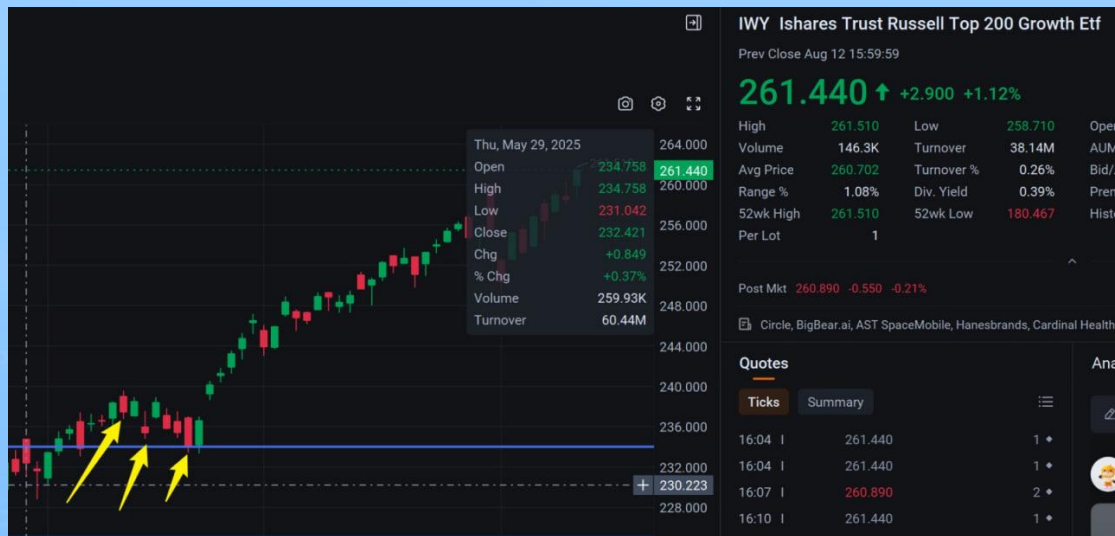 IWY Ishares Trust Russell Top 200 Growth Etf
Prev Close Aug 12 15:59:59
261.440 +2.900 +1.12%
High 261.510 Low 258.710 Oper
Volume 146.3K Turnover 38.14M AUM
Avg Price 260.702 Turnover % 0.26% Bid/
Range % 1.08% Div. Yield 0.39% Pren
52wk High 261.510 52wk Low 180.467 Hist
Per Lot 1
Post Mkt 260.890 -0.550 -0.21%
Circle, BigBear.ai, AST SpaceMobile, Hanesbrands, Cardinal Health
Quotes
Ana
Ticks Summary
16:04 261.440 1
16:04 261.440 1
16:07 260.890 2
16:10 261.440 1
Thu, May 29, 2025
Open 234.758
High 234.758
Low 231.042
Close 232.421
Chg +0.849
% Chg +0.37%
Volume 259.93K
Turnover 60.44M
264.000
261.440
260.000
256.000
252.000
248.000
244.000
240.000
236.000
232.000
230.223
228.000